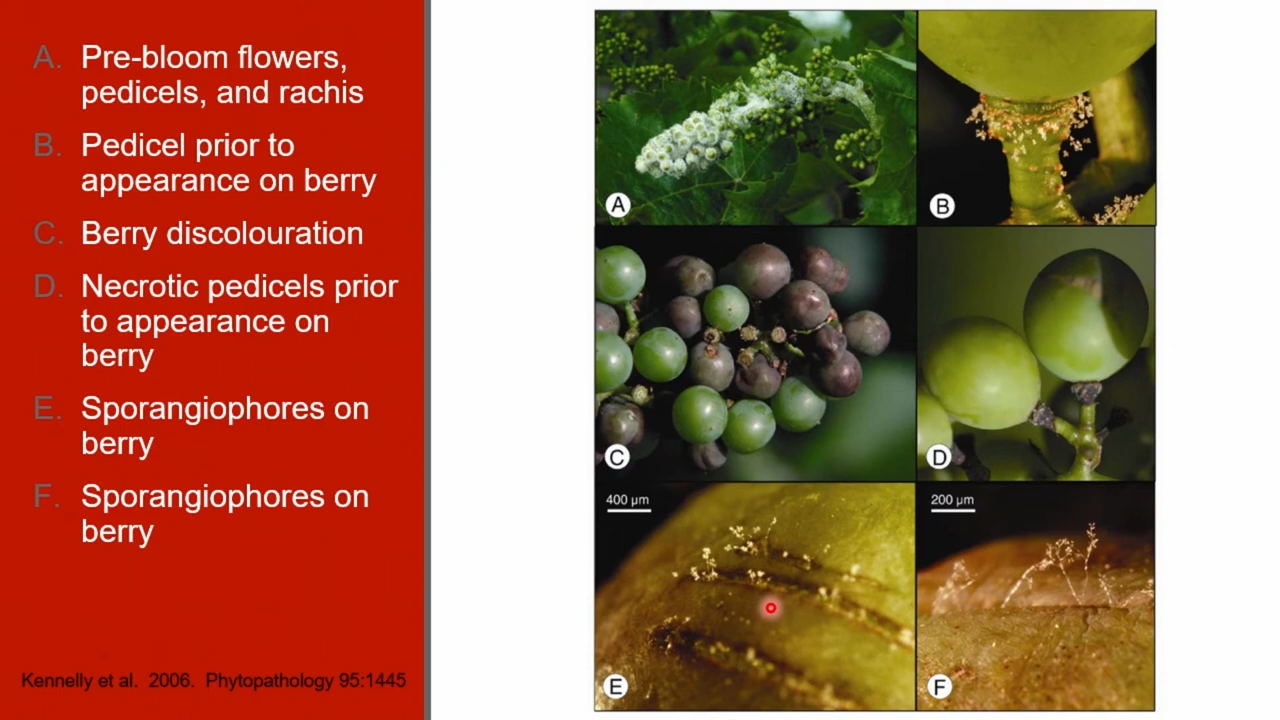 A. Pre-bloom flowers,
pedicels, and rachis
B. Pedicel prior to
appearance on berry
C. Berry discolouration
D. Necrotic pedicels prior
to appearance on
berry
E. Sporangiophores on
berry
F. Sporangiophores on
berry
Kennelly et al. 2006. Phytopathology 95:1445
A
B
C
D
400 µm
E
200 µm
F